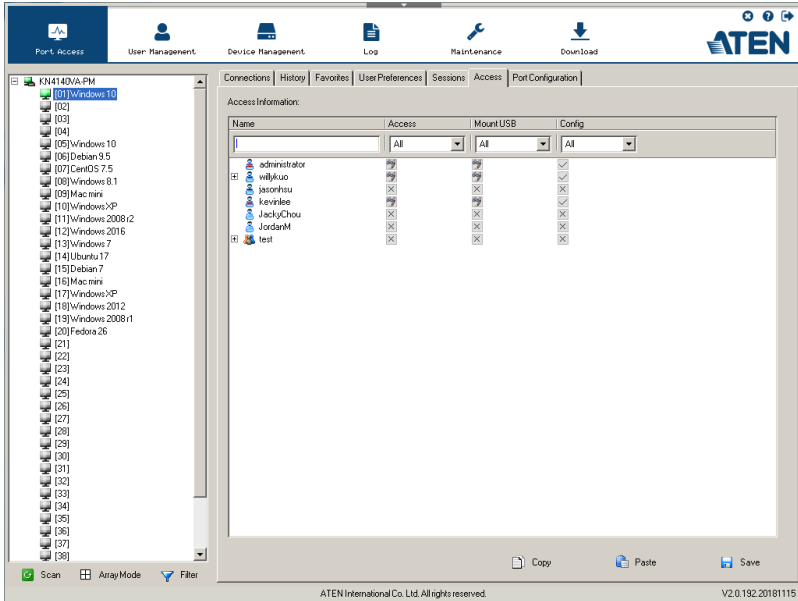 Port Access
User Management
Device Management
Log
Maintenance
Download
ATEN
KN4140VA-PM
[01]Windows 10
[02]
[03]
[04]
[05]Windows 10
[06]Debian 9.5
[07]CentOS 7.5
[08]Windows 8.1
[09]Mac mini
[10]WindowsXP
[11]Windows 2008 r2
[12]Windows 2016
[13]Windows 7
[14]Ubuntu 17
[15]Debian 7
[16]Mac mini
[17]WindowsXP
[18]Windows 2012
[19]Windows 2008 r1
[20]Fedora 26
[21]
[22]
[23]
[24]
[25]
[26]
[27]
[28]
[29]
[30]
[31]
[32]
[33]
[34]
[35]
[36]
[37]
[38]
Scan
Array Mode
Filter
Connections History Favorites User Preferences Sessions Access Port Configuration
Access Information:
Name Access Mount USB Config
All All All
administrator
willykuo
jasonhsu
kevinlee
JackyChou
JordanM
test
Copy
Paste
Save
ATEN International Co. Ltd. All rights reserved.
V2.0.192.20181115